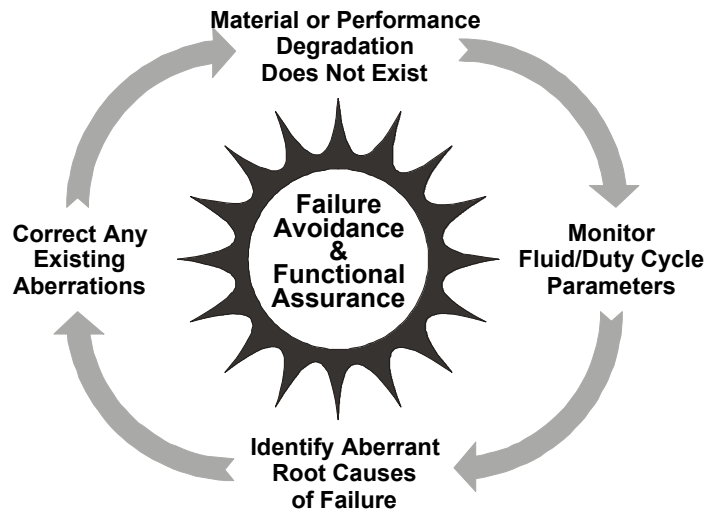 Material or Performance
Degradation
Does Not Exist
Failure
Avoidance
&
Functional
Assurance
Monitor
Fluid/Duty Cycle
Parameters
Identify Aberrant
Root Causes
of Failure
Correct Any
Existing
Aberrations